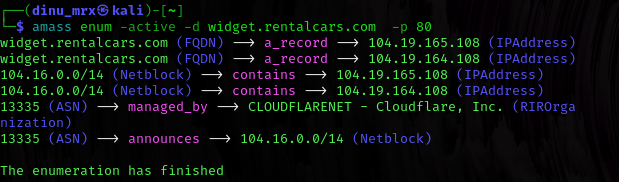 ┌──(dinu_mrx㉿kali)-[~]
└─$ amass enum -active -d widget.rentalcars.com  -p 80
widget.rentalcars.com (FQDN) ⟶ a_record ⟶ 104.19.165.108 (IPAddress)
widget.rentalcars.com (FQDN) ⟶ a_record ⟶ 104.19.164.108 (IPAddress)
104.16.0.0/14 (Netblock) ⟶ contains ⟶ 104.19.165.108 (IPAddress)
104.16.0.0/14 (Netblock) ⟶ contains ⟶ 104.19.164.108 (IPAddress)
13335 (ASN) ⟶ managed_by ⟶ CLOUDFLARENET - Cloudflare, Inc. (RIROrga
nization)
13335 (ASN) ⟶ announces ⟶ 104.16.0.0/14 (Netblock)
The enumeration has finished